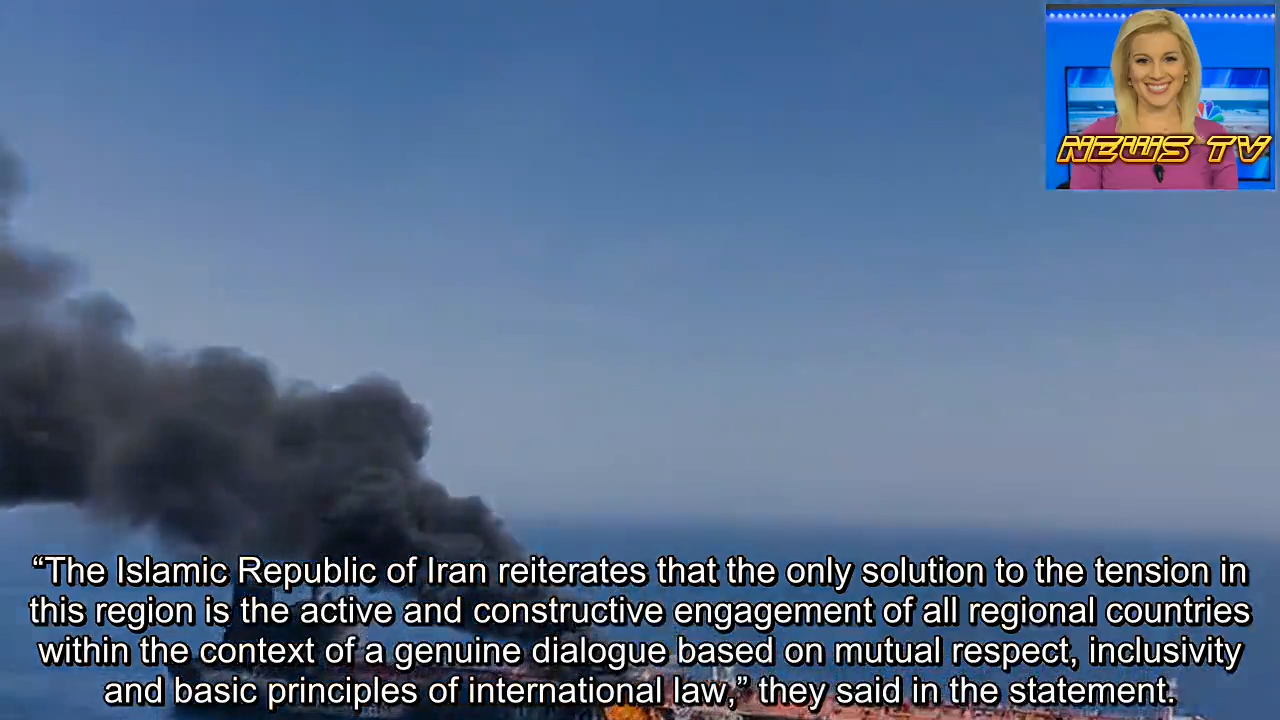 NEWS TV
“The Islamic Republic of Iran reiterates that the only solution to the tension in
this region is the active and constructive engagement of all regional countries
within the context of a genuine dialogue based on mutual respect, inclusivity
and basic principles of international law,” they said in the statement.